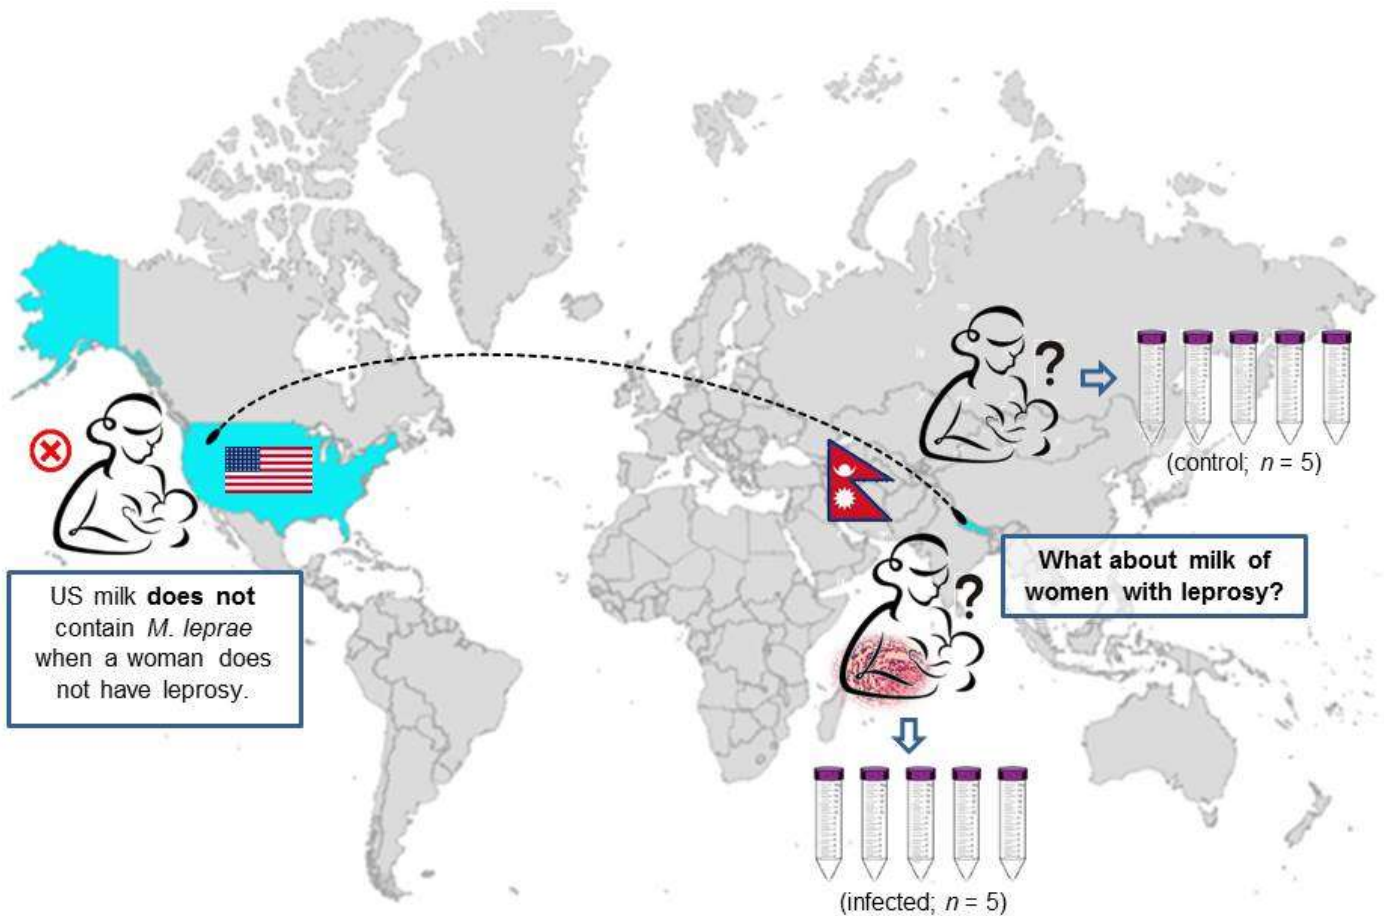 ?
(control; n = 5)
What about milk of
women with leprosy?
?
US milk does not
contain M. leprae
when a woman does
not have leprosy.
(infected; n = 5)